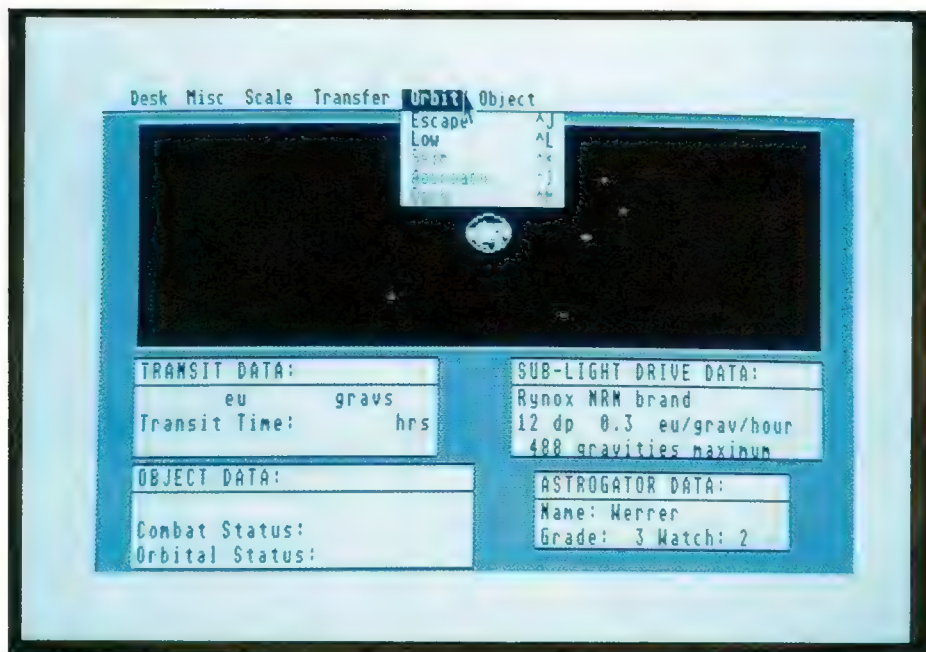 Desk Misc Scale Transfer Orbit Object
Escape ^J
Low ^L
TRANSIT DATA:
eu gravs
Transit Time: hrs
SUB-LIGHT DRIVE DATA:
Rynox NRM brand
12 dp 0.3 eu/grav/hour
488 gravities maximum
OBJECT DATA:
Combat Status:
Orbital Status:
ASTROGATOR DATA:
Name: Werrer
Grade: 3 Watch: 2